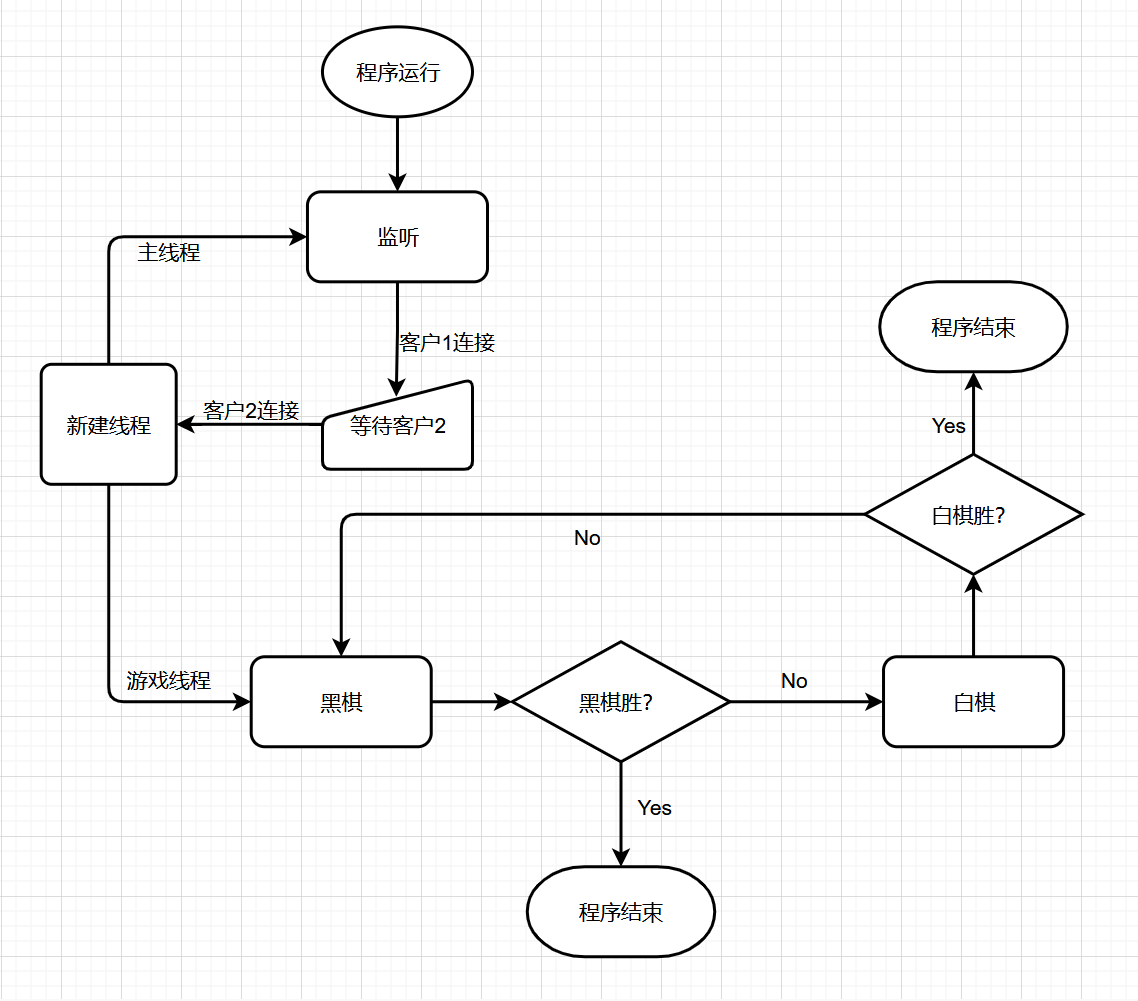 程序运行
监听
主线程
客户1连接
程序结束
新建线程
客户2连接
等待客户2
Yes
白棋胜？
No
游戏线程
黑棋
黑棋胜？
No
白棋
Yes
程序结束